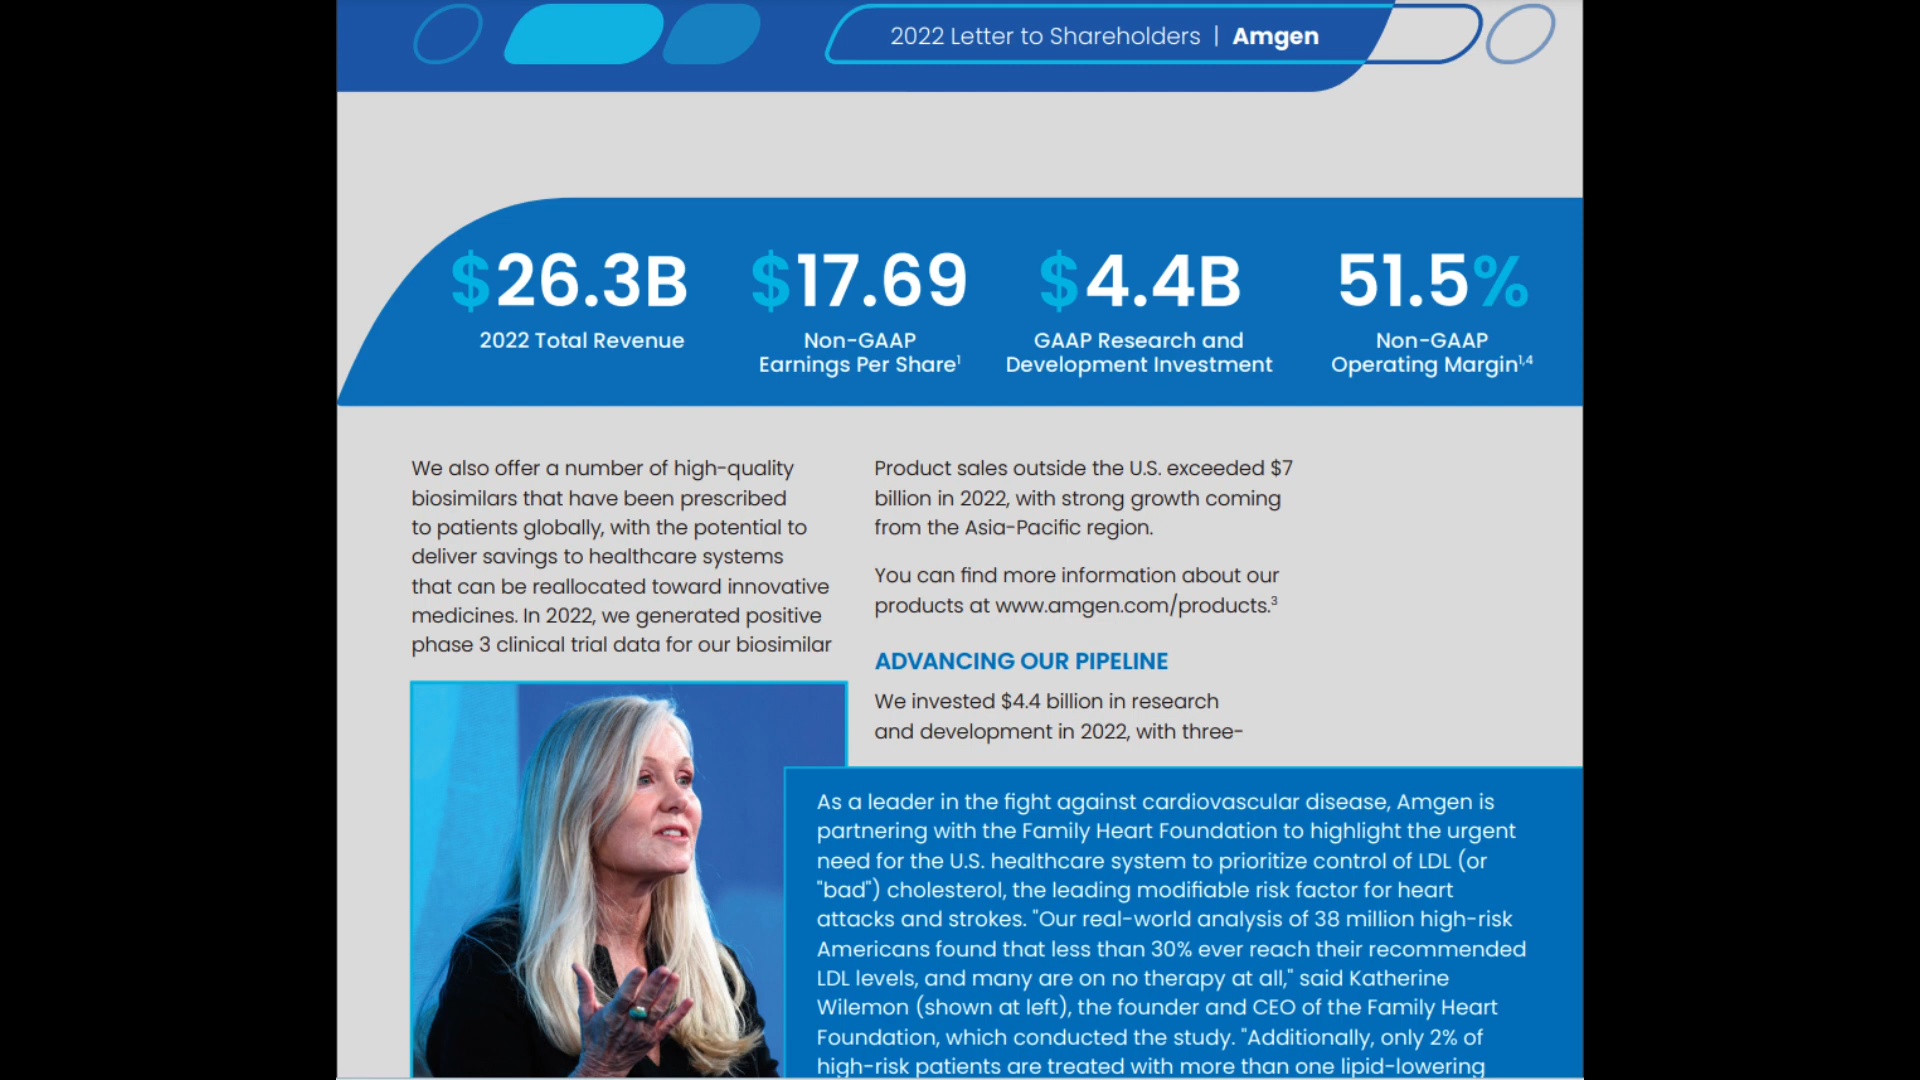 2022 Letter to Shareholders | Amgen
$26.3B
2022 Total Revenue
$17.69
Non-GAAP
Earnings Per Share¹
$4.4B
GAAP Research and
Development Investment
51.5%
Non-GAAP
Operating Margin¹,⁴
We also offer a number of high-quality
biosimilars that have been prescribed
to patients globally, with the potential to
deliver savings to healthcare systems
that can be reallocated toward innovative
medicines. In 2022, we generated positive
phase 3 clinical trial data for our biosimilar
Product sales outside the U.S. exceeded $7
billion in 2022, with strong growth coming
from the Asia-Pacific region.
You can find more information about our
products at www.amgen.com/products.³
ADVANCING OUR PIPELINE
We invested $4.4 billion in research
and development in 2022, with three-
As a leader in the fight against cardiovascular disease, Amgen is
partnering with the Family Heart Foundation to highlight the urgent
need for the U.S. healthcare system to prioritize control of LDL (or
"bad") cholesterol, the leading modifiable risk factor for heart
attacks and strokes. "Our real-world analysis of 38 million high-risk
Americans found that less than 30% ever reach their recommended
LDL levels, and many are on no therapy at all," said Katherine
Wilemon (shown at left), the founder and CEO of the Family Heart
Foundation, which conducted the study. "Additionally, only 2% of
high-risk patients are treated with more than one lipid-lowering